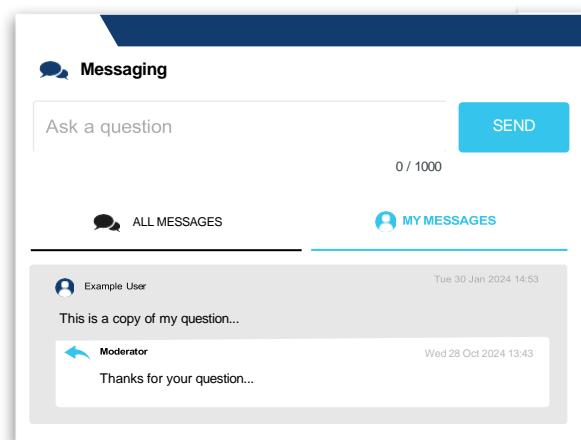 Messaging
Ask a question
SEND
0 / 1000
ALL MESSAGES
MY MESSAGES
Example User
Tue 30 Jan 2024 14:53
This is a copy of my question...
Moderator
Wed 28 Oct 2024 13:43
Thanks for your question...